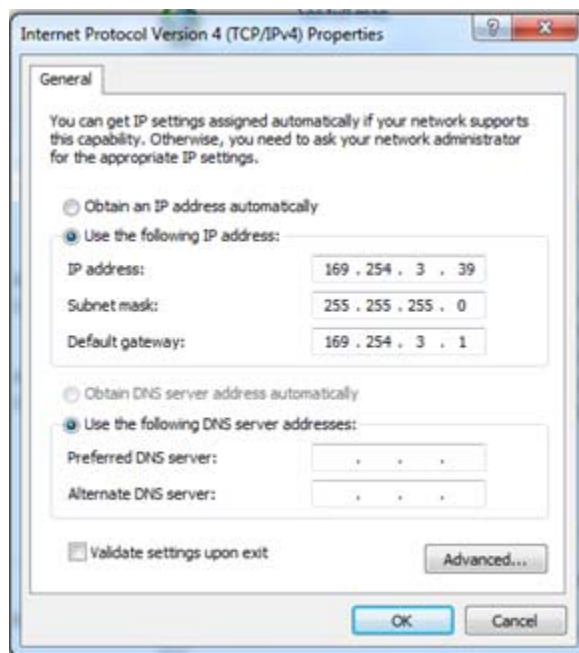 Internet Protocol Version 4 (TCP/IPv4) Properties
General
You can get IP settings assigned automatically if your network supports
this capability. Otherwise, you need to ask your network administrator
for the appropriate IP settings.
Obtain an IP address automatically
Use the following IP address:
IP address: 169 . 254 . 3 . 39
Subnet mask: 255 . 255 . 255 . 0
Default gateway: 169 . 254 . 3 . 1
Obtain DNS server address automatically
Use the following DNS server addresses:
Preferred DNS server: . . .
Alternate DNS server: . . .
Validate settings upon exit
Advanced...
OK Cancel